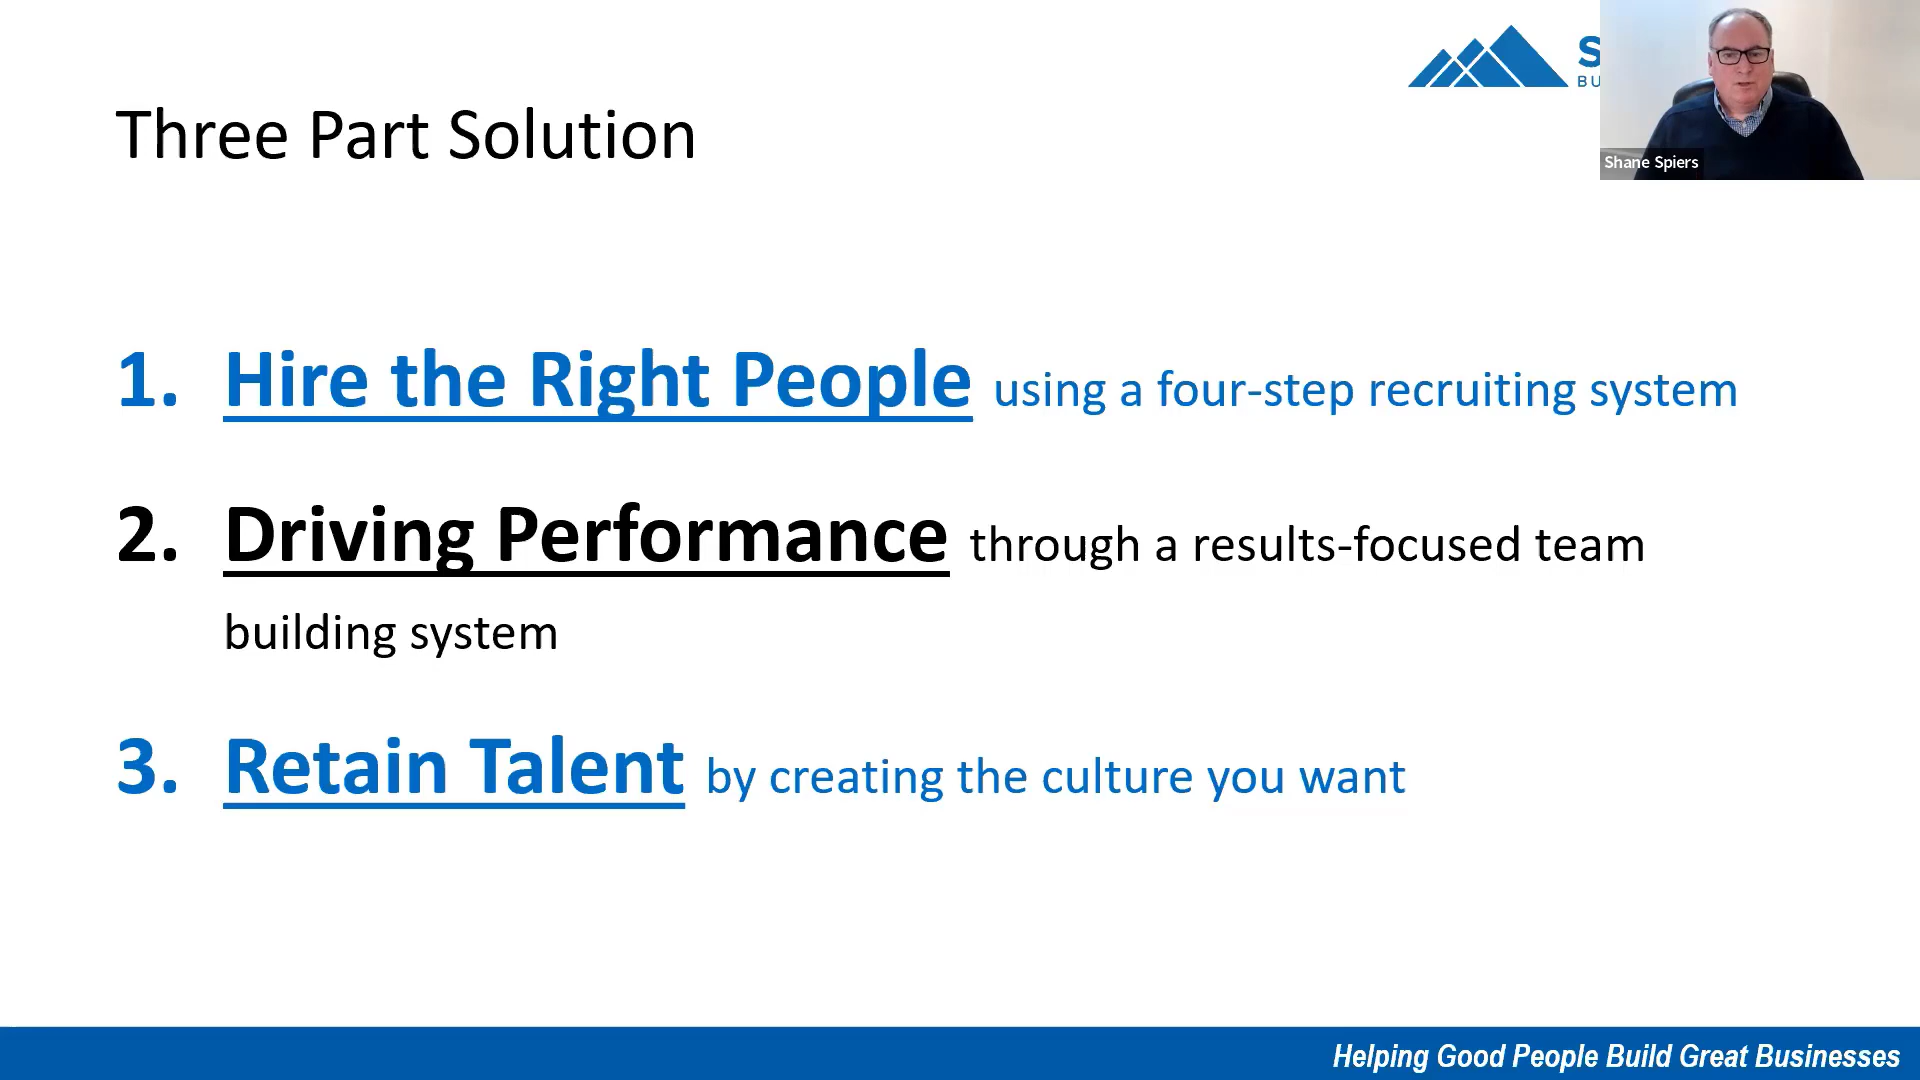 Three Part Solution
Shane Spiers
1. Hire the Right People using a four-step recruiting system
2. Driving Performance through a results-focused team
building system
3. Retain Talent by creating the culture you want
Helping Good People Build Great Businesses